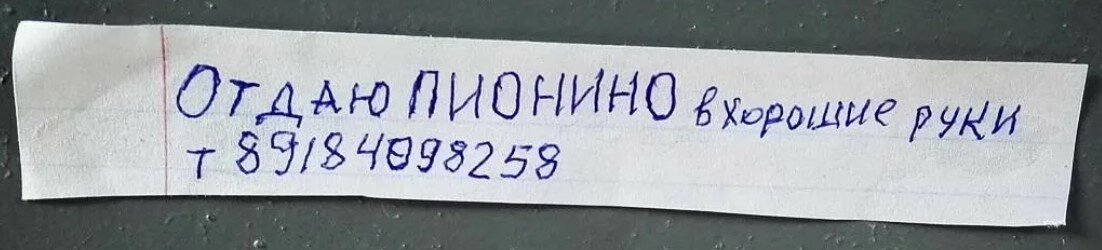 Отдаю ПИОНИНО в хорошие руки
т 89184098258